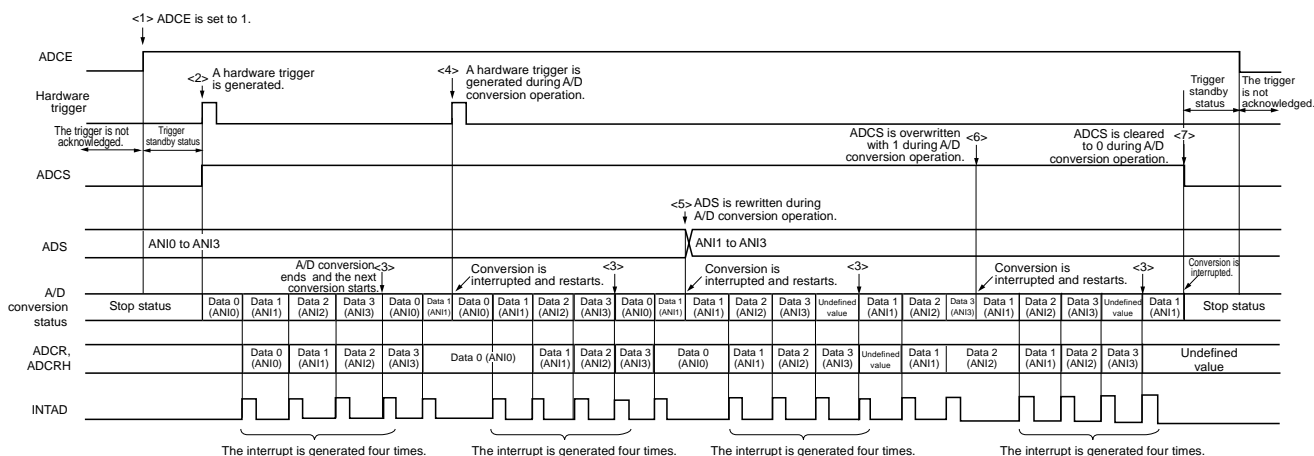 <1> ADCE is set to 1.
ADCE
<2> A hardware trigger
is generated.
<4> A hardware trigger is
generated during A/D
conversion operation.
Trigger
standby
status
The trigger
is not
acknowledged.
Hardware
trigger
The trigger is not
acknowledged.
Trigger
standby status
ADCS is overwritten <6>
with 1 during A/D
conversion operation.
ADCS is cleared <7>
to 0 during A/D
conversion operation.
ADCS
<5> ADS is rewritten during
A/D conversion operation.
ADS
ANI0 to ANI3
ANI1 to ANI3
A/D conversion <3>
ends and the next
conversion starts.
Conversion is
interrupted and restarts.
<3>
Conversion is
interrupted and restarts.
<3>
Conversion is
interrupted and restarts.
<3>
Conversion is
interrupted.
A/D
conversion
status
Stop status
Data 0 (ANI0)
Data 1 (ANI1)
Data 2 (ANI2)
Data 3 (ANI3)
Data 0 (ANI0)
Data 1 (ANI1)
Data 0 (ANI0)
Data 1 (ANI1)
Data 2 (ANI2)
Data 3 (ANI3)
Data 0 (ANI0)
Data 1 (ANI1)
Data 1 (ANI1)
Data 2 (ANI2)
Data 3 (ANI3)
Undefined value
Data 1 (ANI1)
Data 2 (ANI2)
Data 3 (ANI3)
Data 1 (ANI1)
Data 2 (ANI2)
Data 3 (ANI3)
Undefined value
Data 1 (ANI1)
Stop status
ADCR,
ADCRH
Data 0 (ANI0)
Data 1 (ANI1)
Data 2 (ANI2)
Data 3 (ANI3)
Data 0 (ANI0)
Data 1 (ANI1)
Data 2 (ANI2)
Data 3 (ANI3)
Data 0 (ANI0)
Data 1 (ANI1)
Data 2 (ANI2)
Data 3 (ANI3)
Undefined value
Data 1 (ANI1)
Data 2 (ANI2)
Data 1 (ANI1)
Data 2 (ANI2)
Data 3 (ANI3)
Undefined value
INTAD
The interrupt is generated four times.
The interrupt is generated four times.
The interrupt is generated four times.
The interrupt is generated four times.